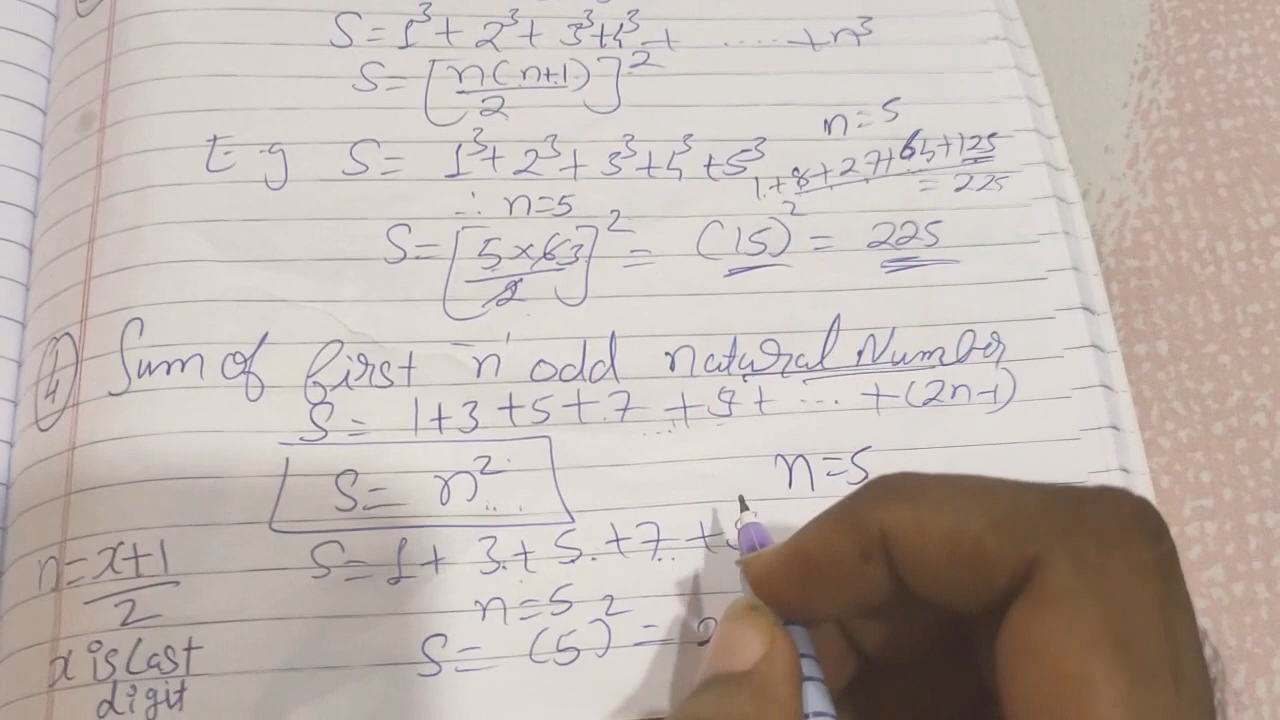 S = 1³ + 2³ + 3³ + 4³ + ..... + n³
S = [n(n+1)/2]²
n = 5
E-g S = 1³ + 2³ + 3³ + 4³ + 5³
1 + 8 + 27 + 64 + 125
= 225
∴ n = 5
S = [5 × 6 3/2]² = (15)² = 225
(4) Sum of first 'n' odd natural Number
S = 1 + 3 + 5 + 7 + 9 + ... + (2n-1)
S = n²
n = 5
n = x+1/2
S = 1 + 3 + 5 + 7 +
n = 5
S = (5)² =
x is last
digit